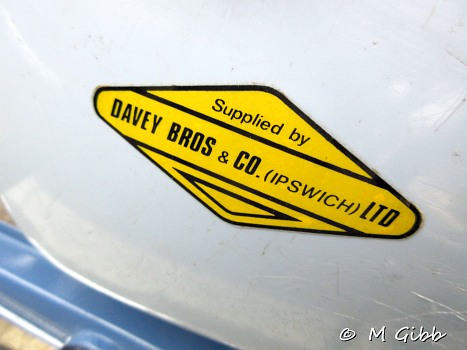 Supplied by
DAVEY BROS & CO. (IPSWICH) LTD
© M Gibb